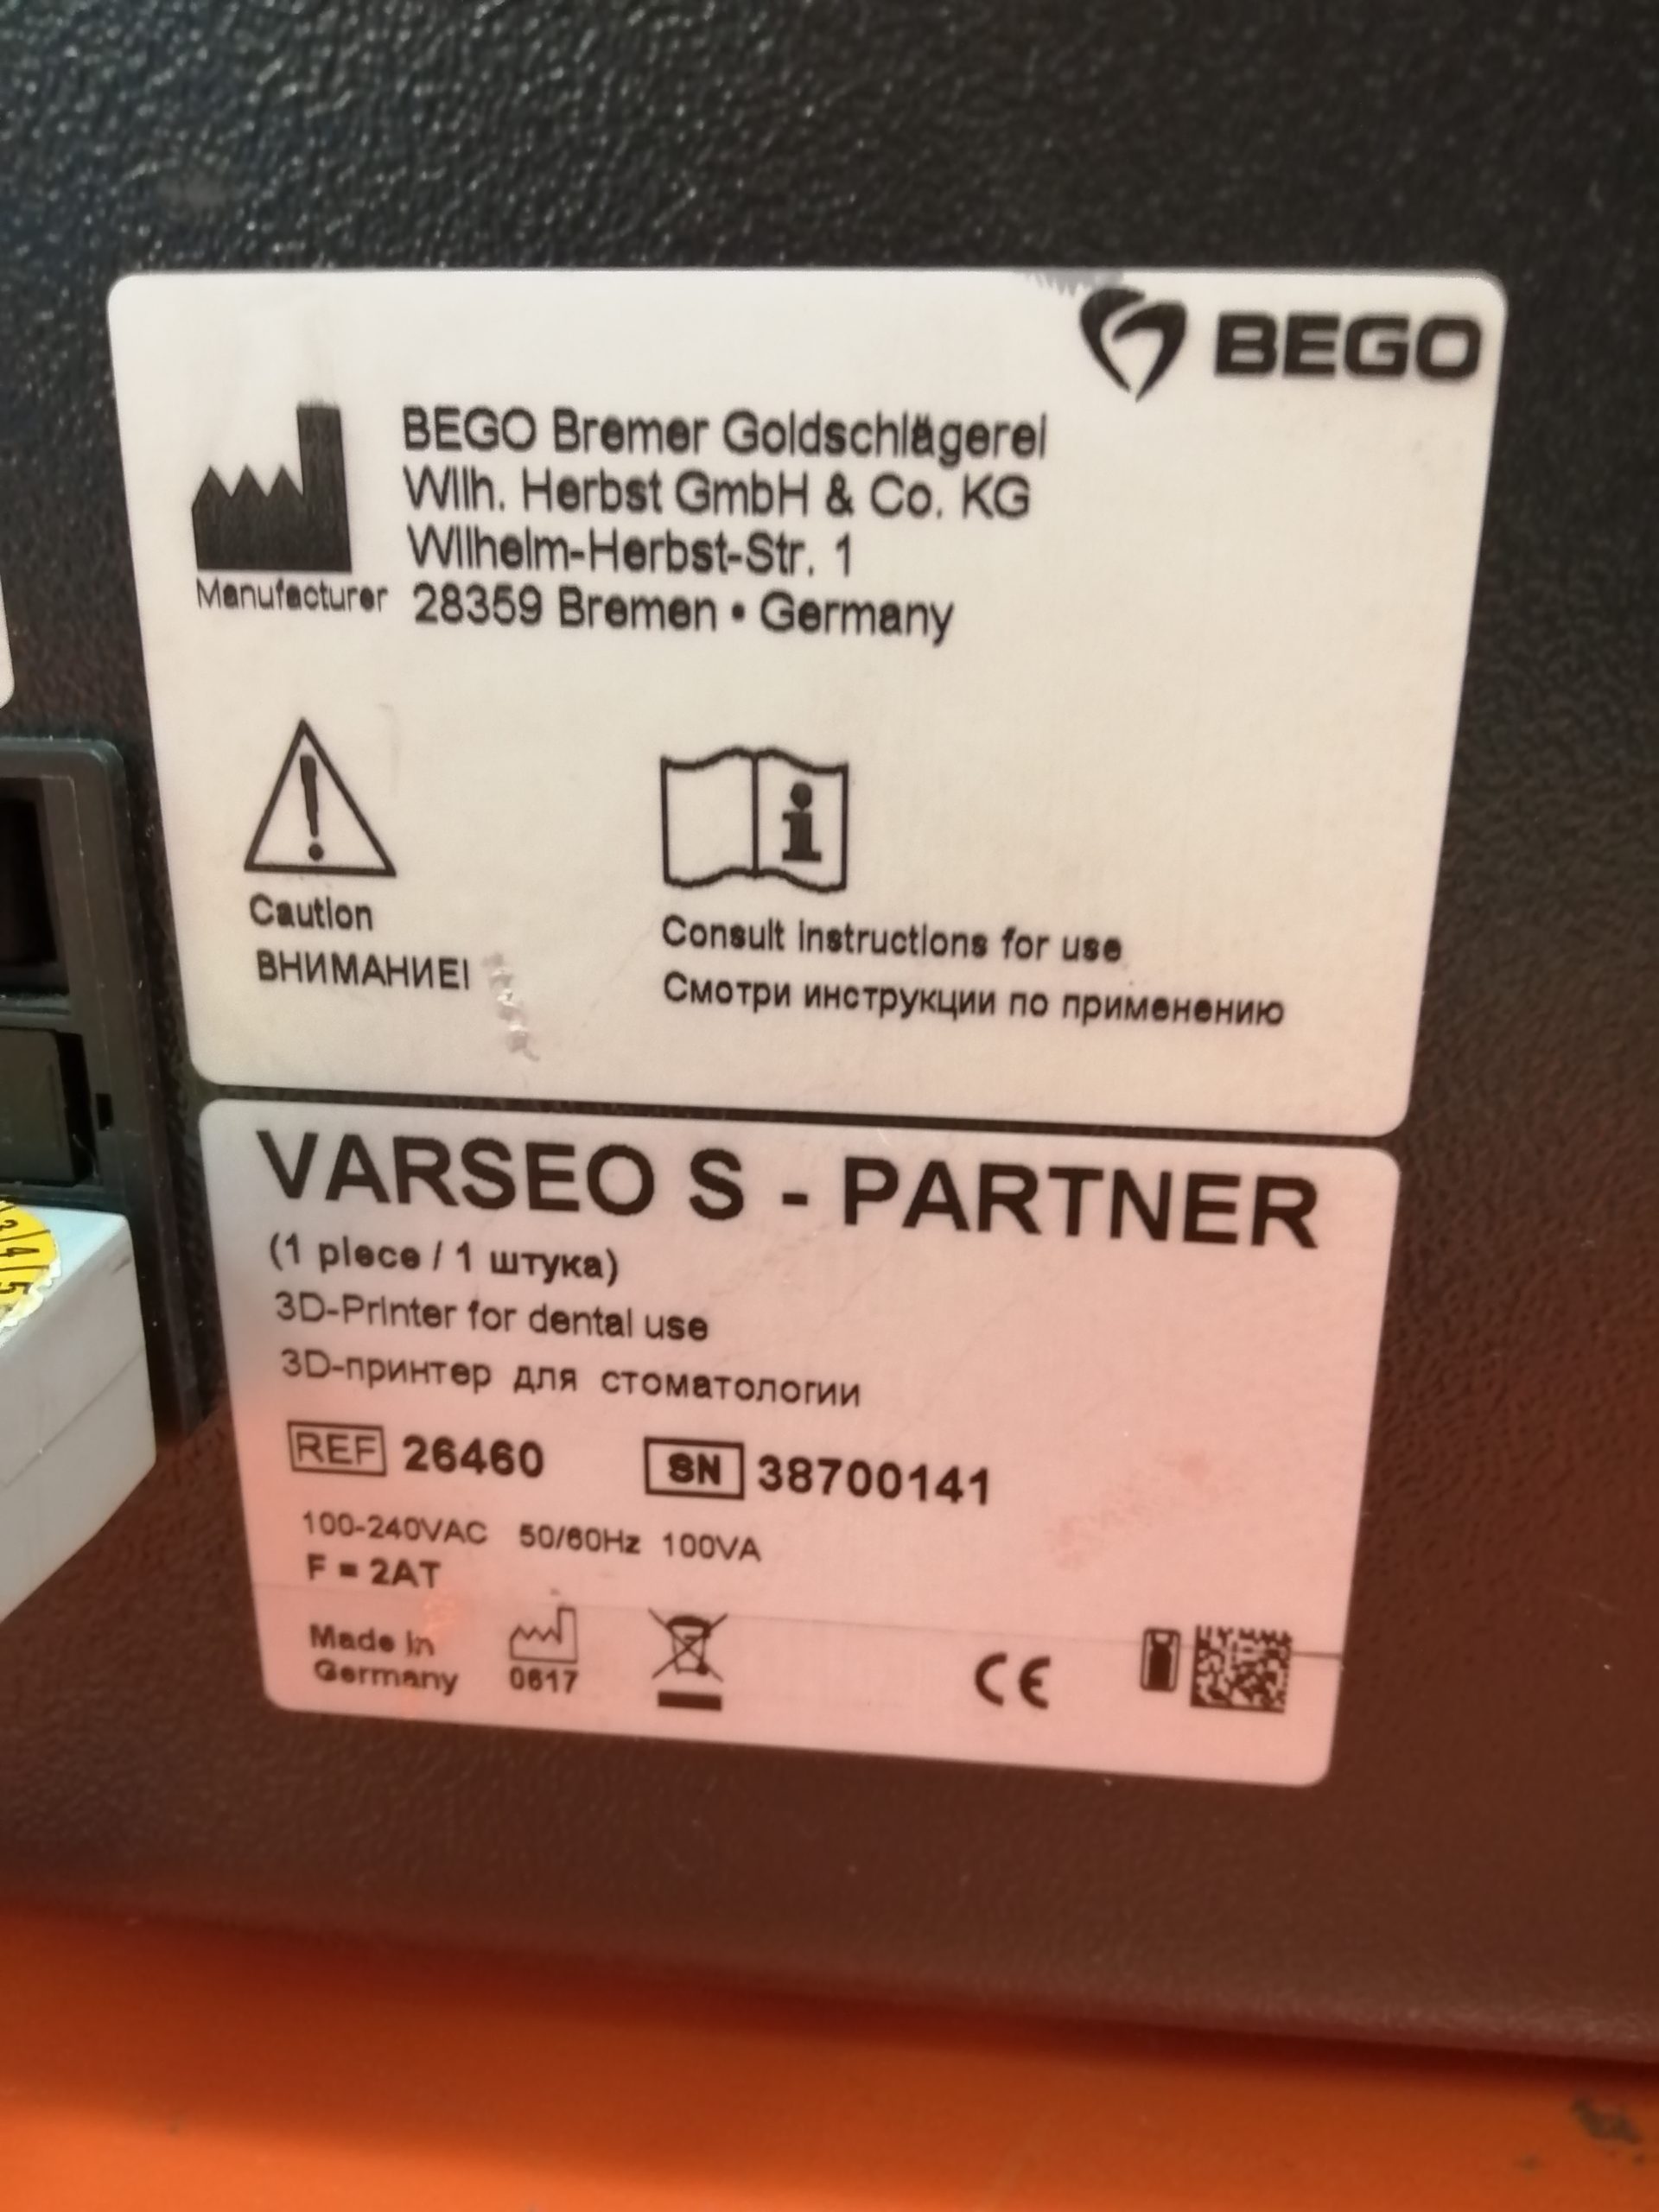 BEGO
BEGO Bremer Goldschlägerei
Wilh. Herbst GmbH & Co. KG
Wilhelm-Herbst-Str. 1
28359 Bremen • Germany
Manufacturer
Caution
ВНИМАНИЕ!
Consult instructions for use
Смотри инструкции по применению
VARSEO S - PARTNER
(1 piece / 1 штука)
3D-Printer for dental use
3D-принтер для стоматологии
REF 26460 SN 38700141
100-240VAC 50/60Hz 100VA
F = 2AT
Made in
Germany
0617
CE
3 4 5